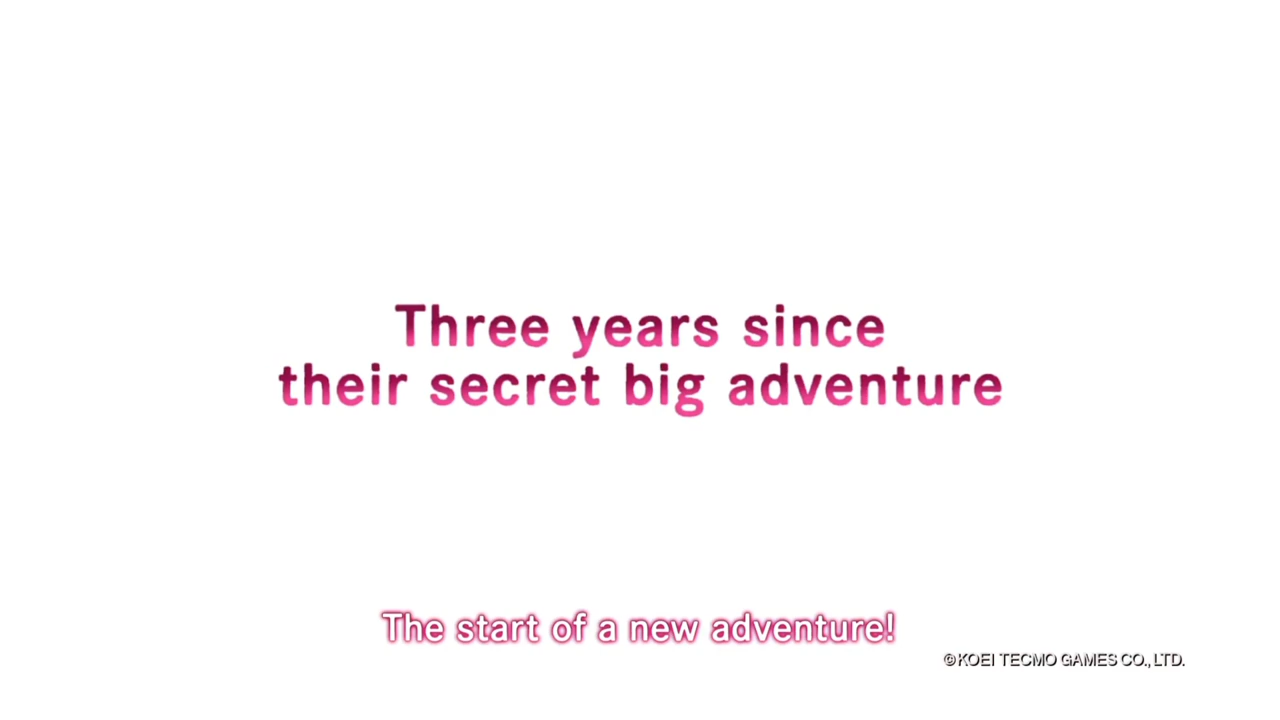 Three years since
their secret big adventure
The start of a new adventure!
©KOEI TECMO GAMES CO., LTD.